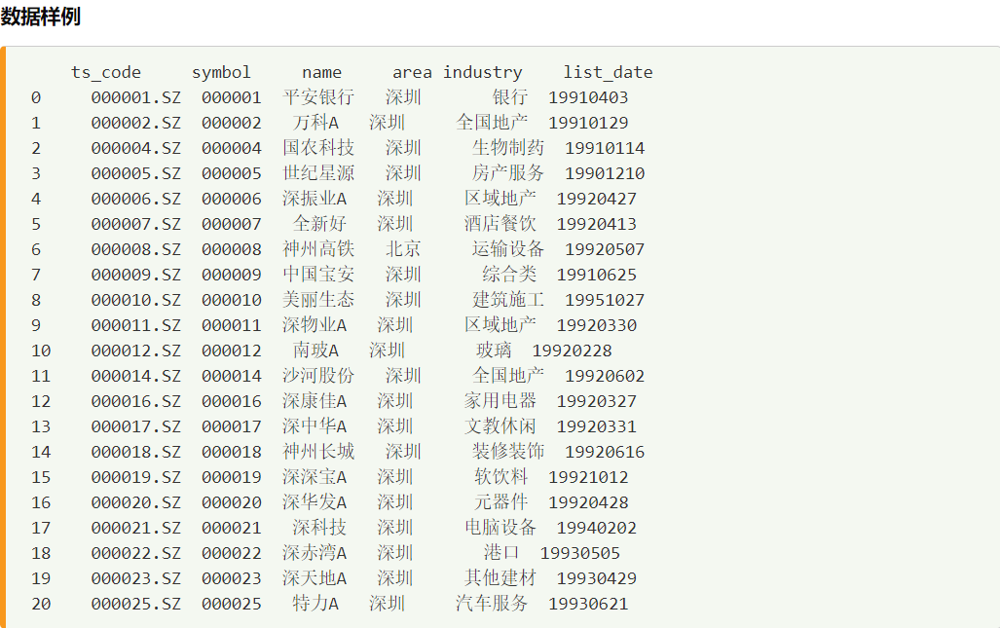 数据样例
ts_code symbol name area industry list_date
0 000001.SZ 000001 平安银行 深圳 银行 19910403
1 000002.SZ 000002 万科A 深圳 全国地产 19910129
2 000004.SZ 000004 国农科技 深圳 生物制药 19910114
3 000005.SZ 000005 世纪星源 深圳 房产服务 19901210
4 000006.SZ 000006 深振业A 深圳 区域地产 19920427
5 000007.SZ 000007 全新好 深圳 酒店餐饮 19920413
6 000008.SZ 000008 神州高铁 北京 运输设备 19920507
7 000009.SZ 000009 中国宝安 深圳 综合类 19910625
8 000010.SZ 000010 美丽生态 深圳 建筑施工 19951027
9 000011.SZ 000011 深物业A 深圳 区域地产 19920330
10 000012.SZ 000012 南玻A 深圳 玻璃 19920228
11 000014.SZ 000014 沙河股份 深圳 全国地产 19920602
12 000016.SZ 000016 深康佳A 深圳 家用电器 19920327
13 000017.SZ 000017 深中华A 深圳 文教休闲 19920331
14 000018.SZ 000018 神州长城 深圳 装修装饰 19920616
15 000019.SZ 000019 深深宝A 深圳 软饮料 19921012
16 000020.SZ 000020 深华发A 深圳 元器件 19920428
17 000021.SZ 000021 深科技 深圳 电脑设备 19940202
18 000022.SZ 000022 深赤湾A 深圳 港口 19930505
19 000023.SZ 000023 深天地A 深圳 其他建材 19930429
20 000025.SZ 000025 特力A 深圳 汽车服务 19930621